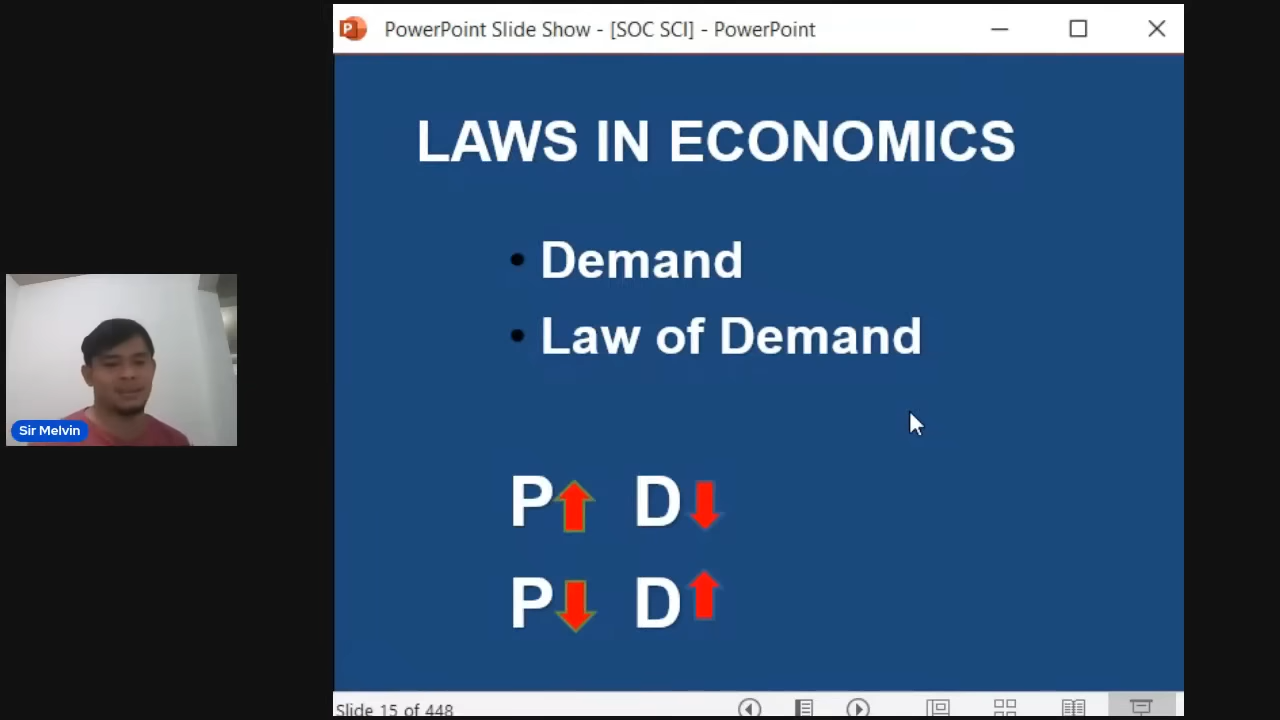 PowerPoint Slide Show - [SOC SCI] - PowerPoint
LAWS IN ECONOMICS
• Demand
• Law of Demand
P D
P D
Sir Melvin
Slide 15 of 448